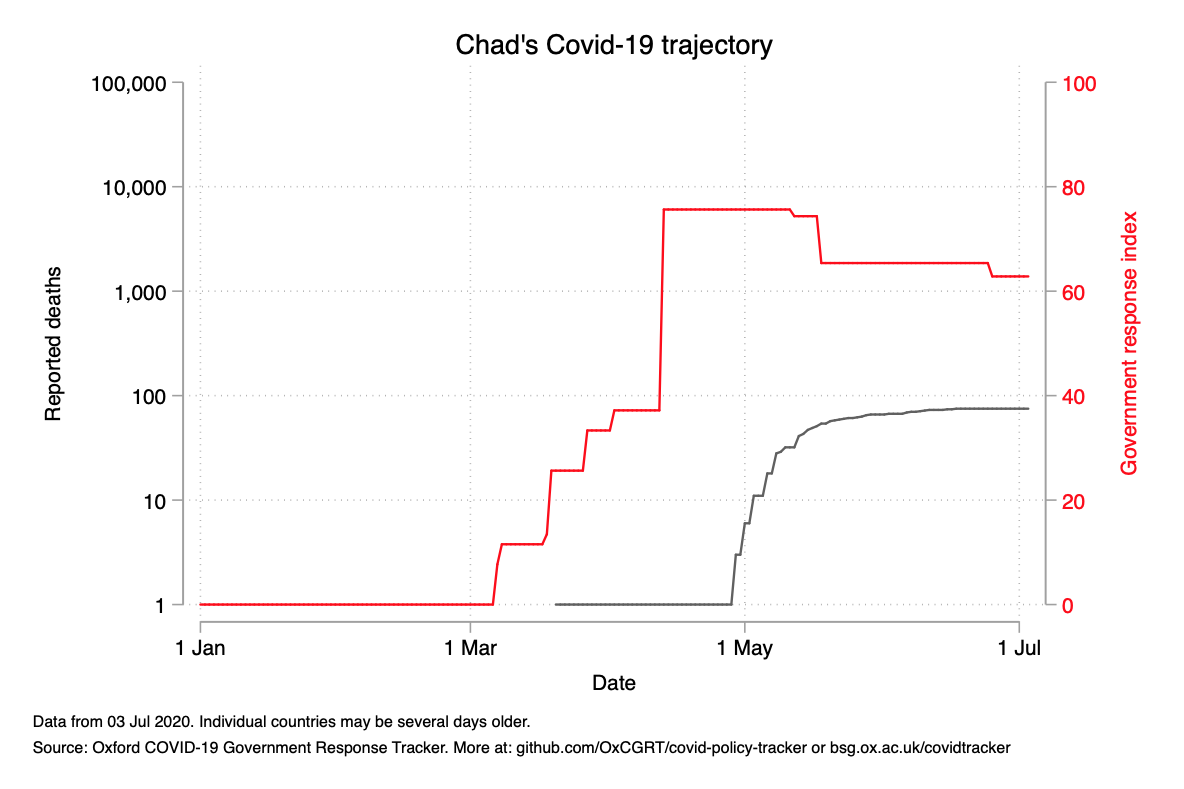 Chad's Covid-19 trajectory
100,000
10,000
1,000
100
10
1
Reported deaths
100
80
60
40
20
0
Government response index
1 Jan
1 Mar
1 May
1 Jul
Date
Data from 03 Jul 2020. Individual countries may be several days older.
Source: Oxford COVID-19 Government Response Tracker. More at: github.com/OxCGRT/covid-policy-tracker or bsg.ox.ac.uk/covidtracker